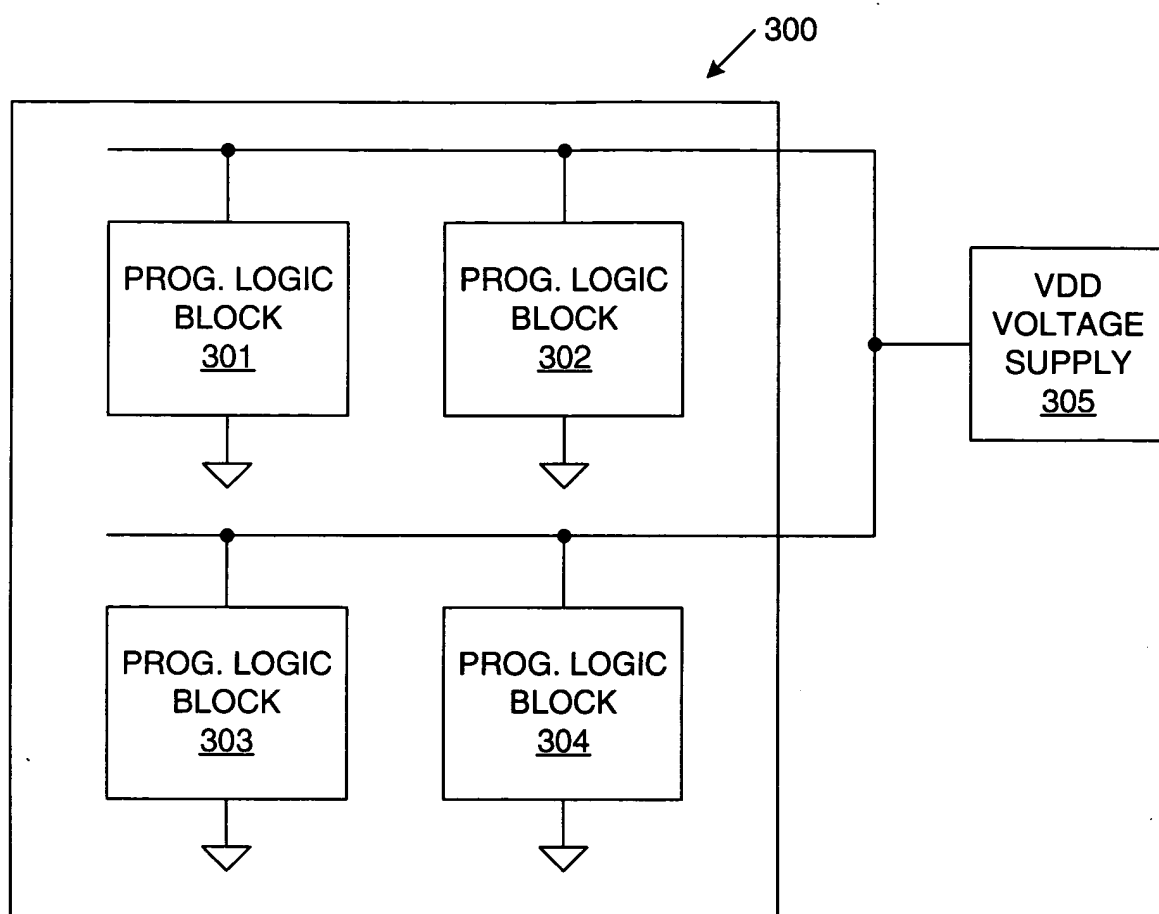 300
PROG. LOGIC
BLOCK
301
PROG. LOGIC
BLOCK
302
VDD
VOLTAGE
SUPPLY
305
PROG. LOGIC
BLOCK
303
PROG. LOGIC
BLOCK
304